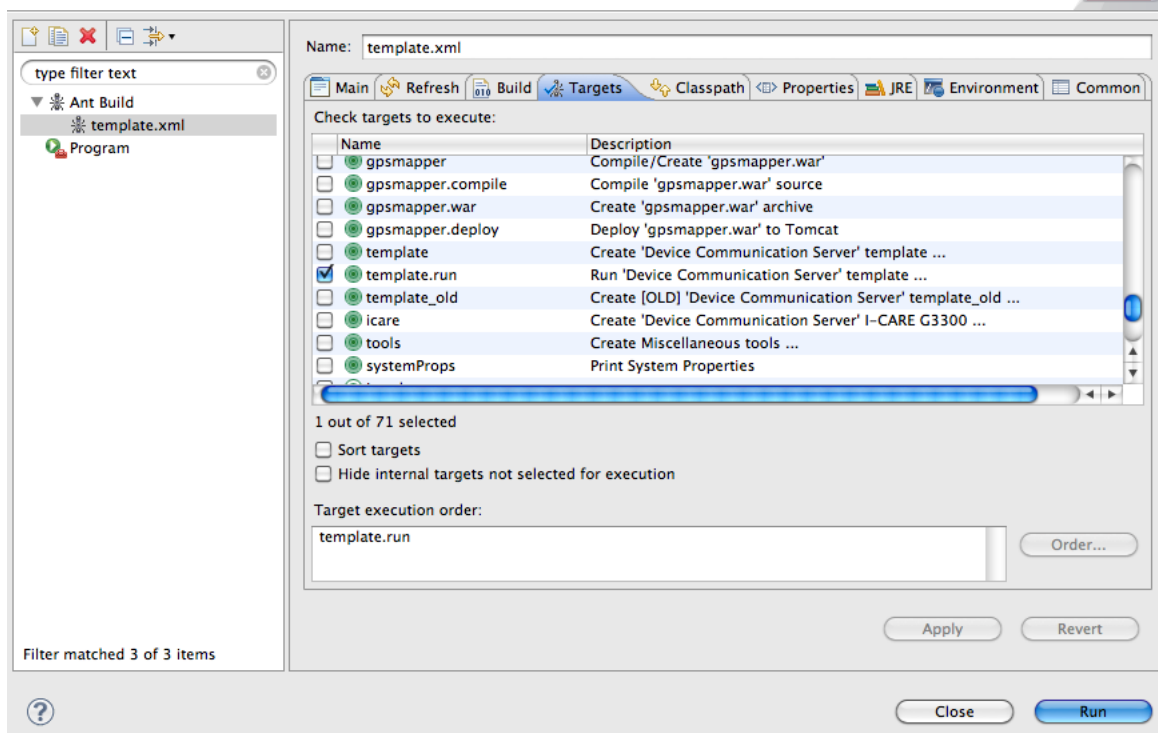 type filter text
Ant Build
template.xml
Program
Filter matched 3 of 3 items
Name: template.xml
Main Refresh Build Targets Classpath Properties JRE Environment Common
Check targets to execute:
Name Description
gpsmapper Compile/Create 'gpsmapper.war'
gpsmapper.compile Compile 'gpsmapper.war' source
gpsmapper.war Create 'gpsmapper.war' archive
gpsmapper.deploy Deploy 'gpsmapper.war' to Tomcat
template Create 'Device Communication Server' template ...
template.run Run 'Device Communication Server' template ...
template_old Create [OLD] 'Device Communication Server' template_old ...
icare Create 'Device Communication Server' I-CARE G3300 ...
tools Create Miscellaneous tools ...
systemProps Print System Properties
1 out of 71 selected
Sort targets
Hide internal targets not selected for execution
Target execution order:
template.run
Order...
Apply Revert
Close Run